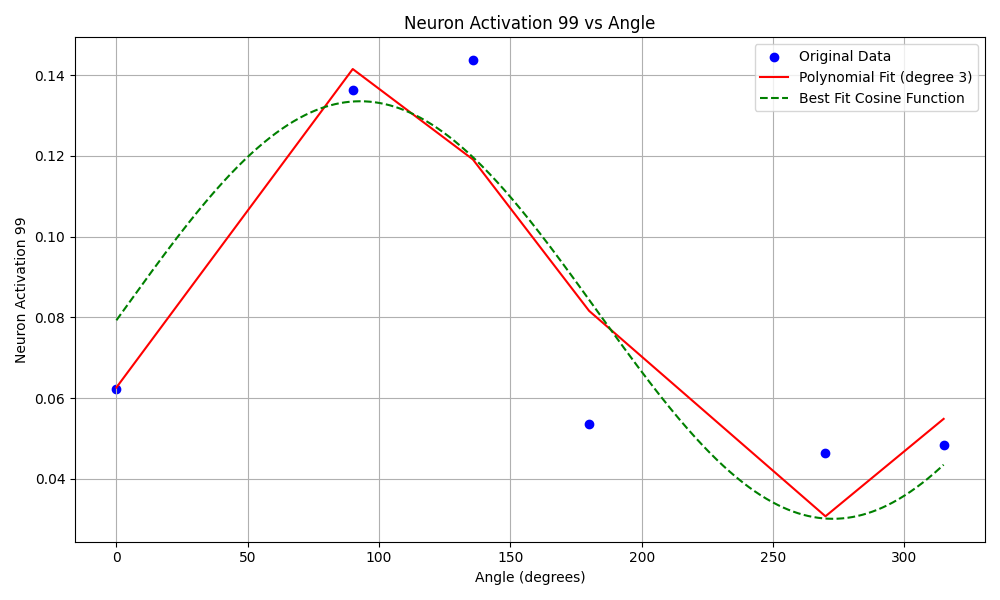 Neuron Activation 99 vs Angle
Original Data
Polynomial Fit (degree 3)
Best Fit Cosine Function
Neuron Activation 99
0.14
0.12
0.10
0.08
0.06
0.04
0 50 100 150 200 250 300
Angle (degrees)